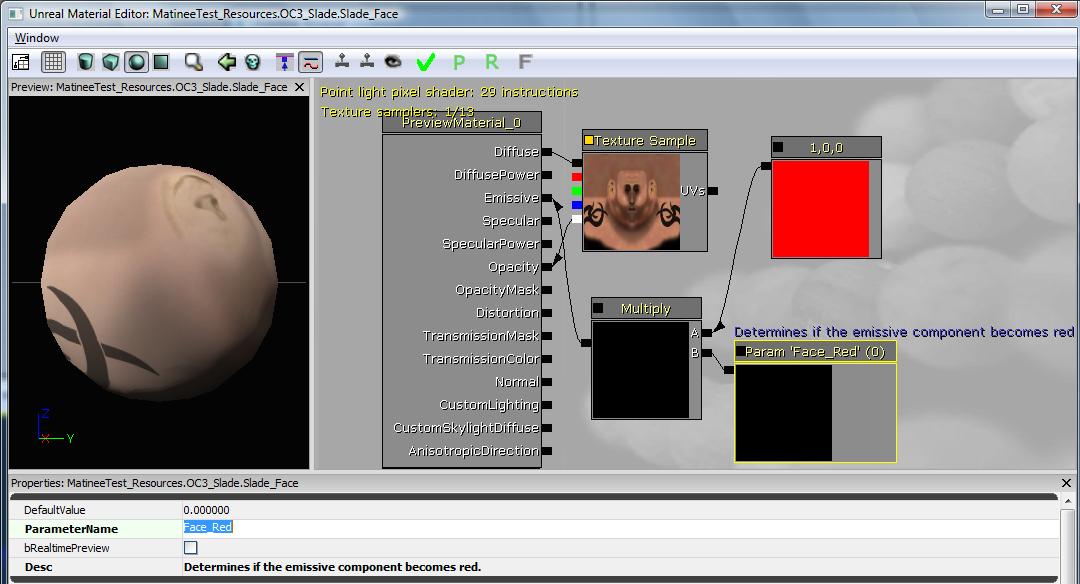 Unreal Material Editor: MatineeTest_Resources.OC3_Slade.Slade_Face
Window
P R F
Preview: MatineeTest_Resources.OC3_Slade.Slade_Face
Point light pixel shader: 29 instructions
Texture samplers: 1/13
PreviewMaterial_0
Diffuse
DiffusePower
Emissive
Specular
SpecularPower
Opacity
OpacityMask
Distortion
TransmissionMask
TransmissionColor
Normal
CustomLighting
CustomSkylightDiffuse
AnisotropicDirection
Texture Sample
UVs
1,0,0
Multiply
A
B
Determines if the emissive component becomes red
Param 'Face_Red' (0)
Z
X Y
Properties: MatineeTest_Resources.OC3_Slade.Slade_Face
DefaultValue 0.000000
ParameterName Face_Red
bRealtimePreview
Desc Determines if the emissive component becomes red.